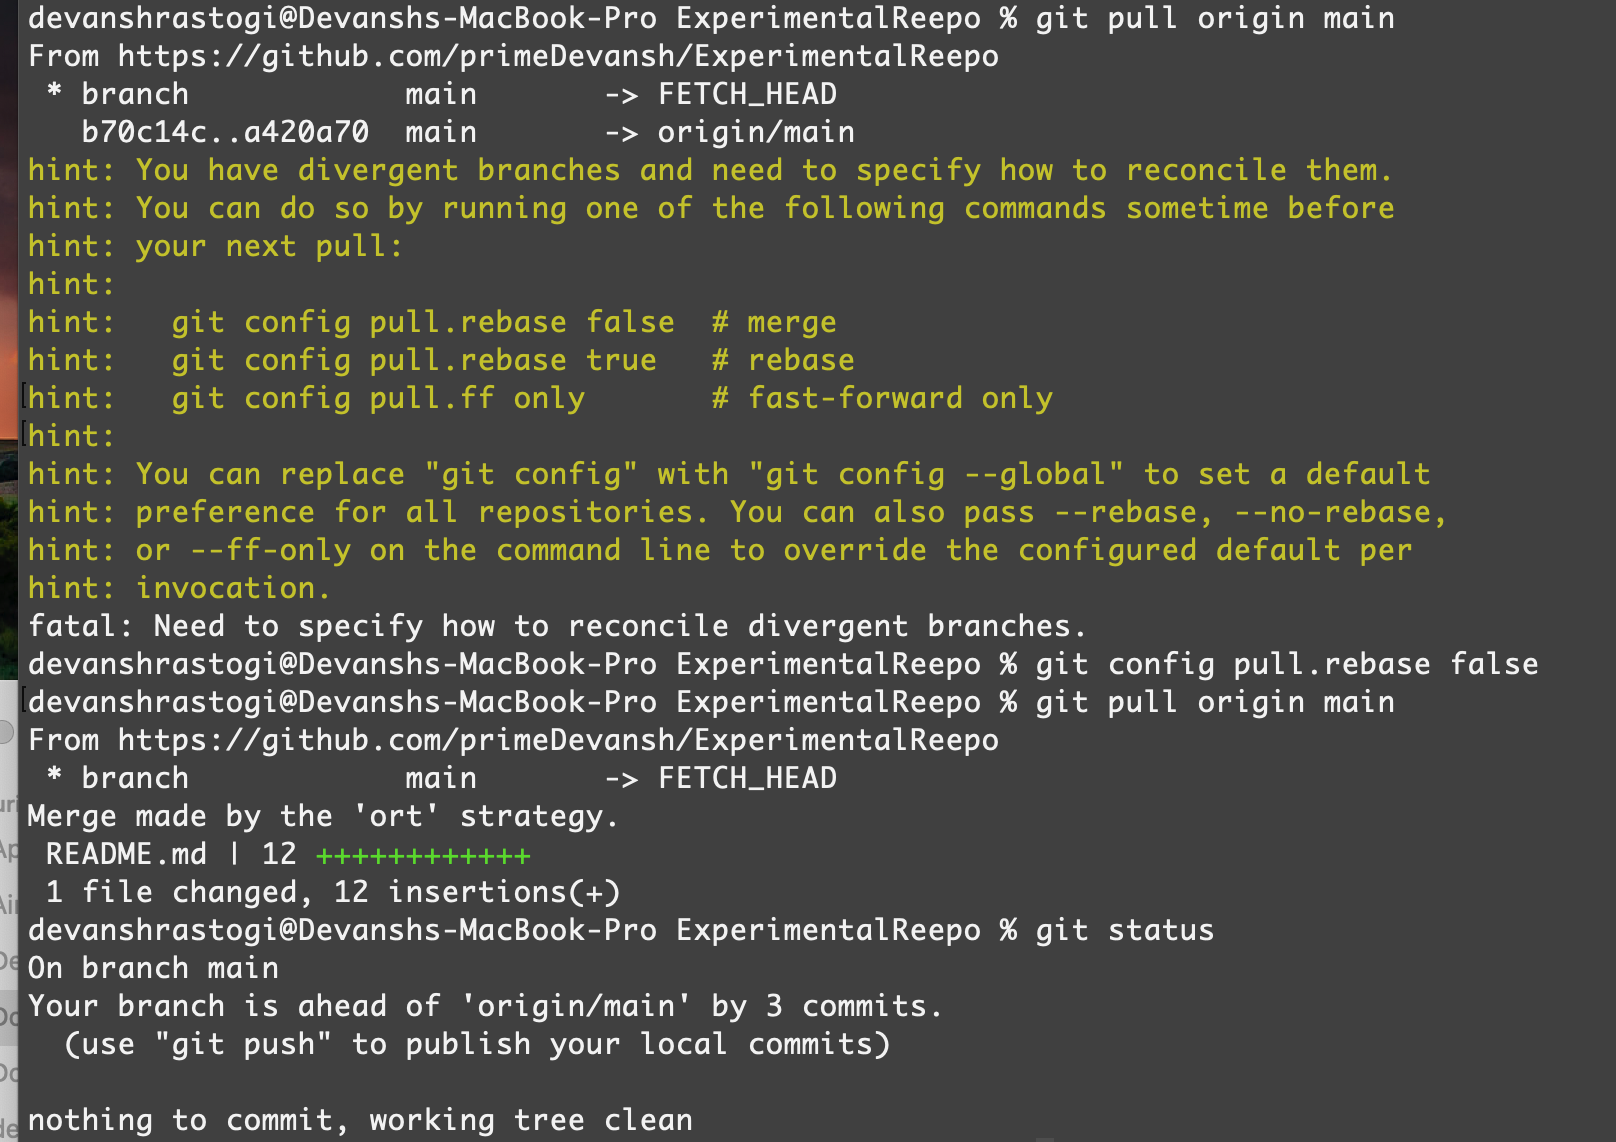 devanshrastogi@Devanshs-MacBook-Pro ExperimentalReepo % git pull origin main
From https://github.com/primeDevansh/ExperimentalReepo
 * branch            main       -> FETCH_HEAD
   b70c14c..a420a70  main       -> origin/main
hint: You have divergent branches and need to specify how to reconcile them.
hint: You can do so by running one of the following commands sometime before
hint: your next pull:
hint:
hint:   git config pull.rebase false  # merge
hint:   git config pull.rebase true   # rebase
hint:   git config pull.ff only       # fast-forward only
hint:
hint: You can replace "git config" with "git config --global" to set a default
hint: preference for all repositories. You can also pass --rebase, --no-rebase,
hint: or --ff-only on the command line to override the configured default per
hint: invocation.
fatal: Need to specify how to reconcile divergent branches.
devanshrastogi@Devanshs-MacBook-Pro ExperimentalReepo % git config pull.rebase false
devanshrastogi@Devanshs-MacBook-Pro ExperimentalReepo % git pull origin main
From https://github.com/primeDevansh/ExperimentalReepo
 * branch            main       -> FETCH_HEAD
Merge made by the 'ort' strategy.
 README.md | 12 ++++++++++++
 1 file changed, 12 insertions(+)
devanshrastogi@Devanshs-MacBook-Pro ExperimentalReepo % git status
On branch main
Your branch is ahead of 'origin/main' by 3 commits.
  (use "git push" to publish your local commits)

nothing to commit, working tree clean